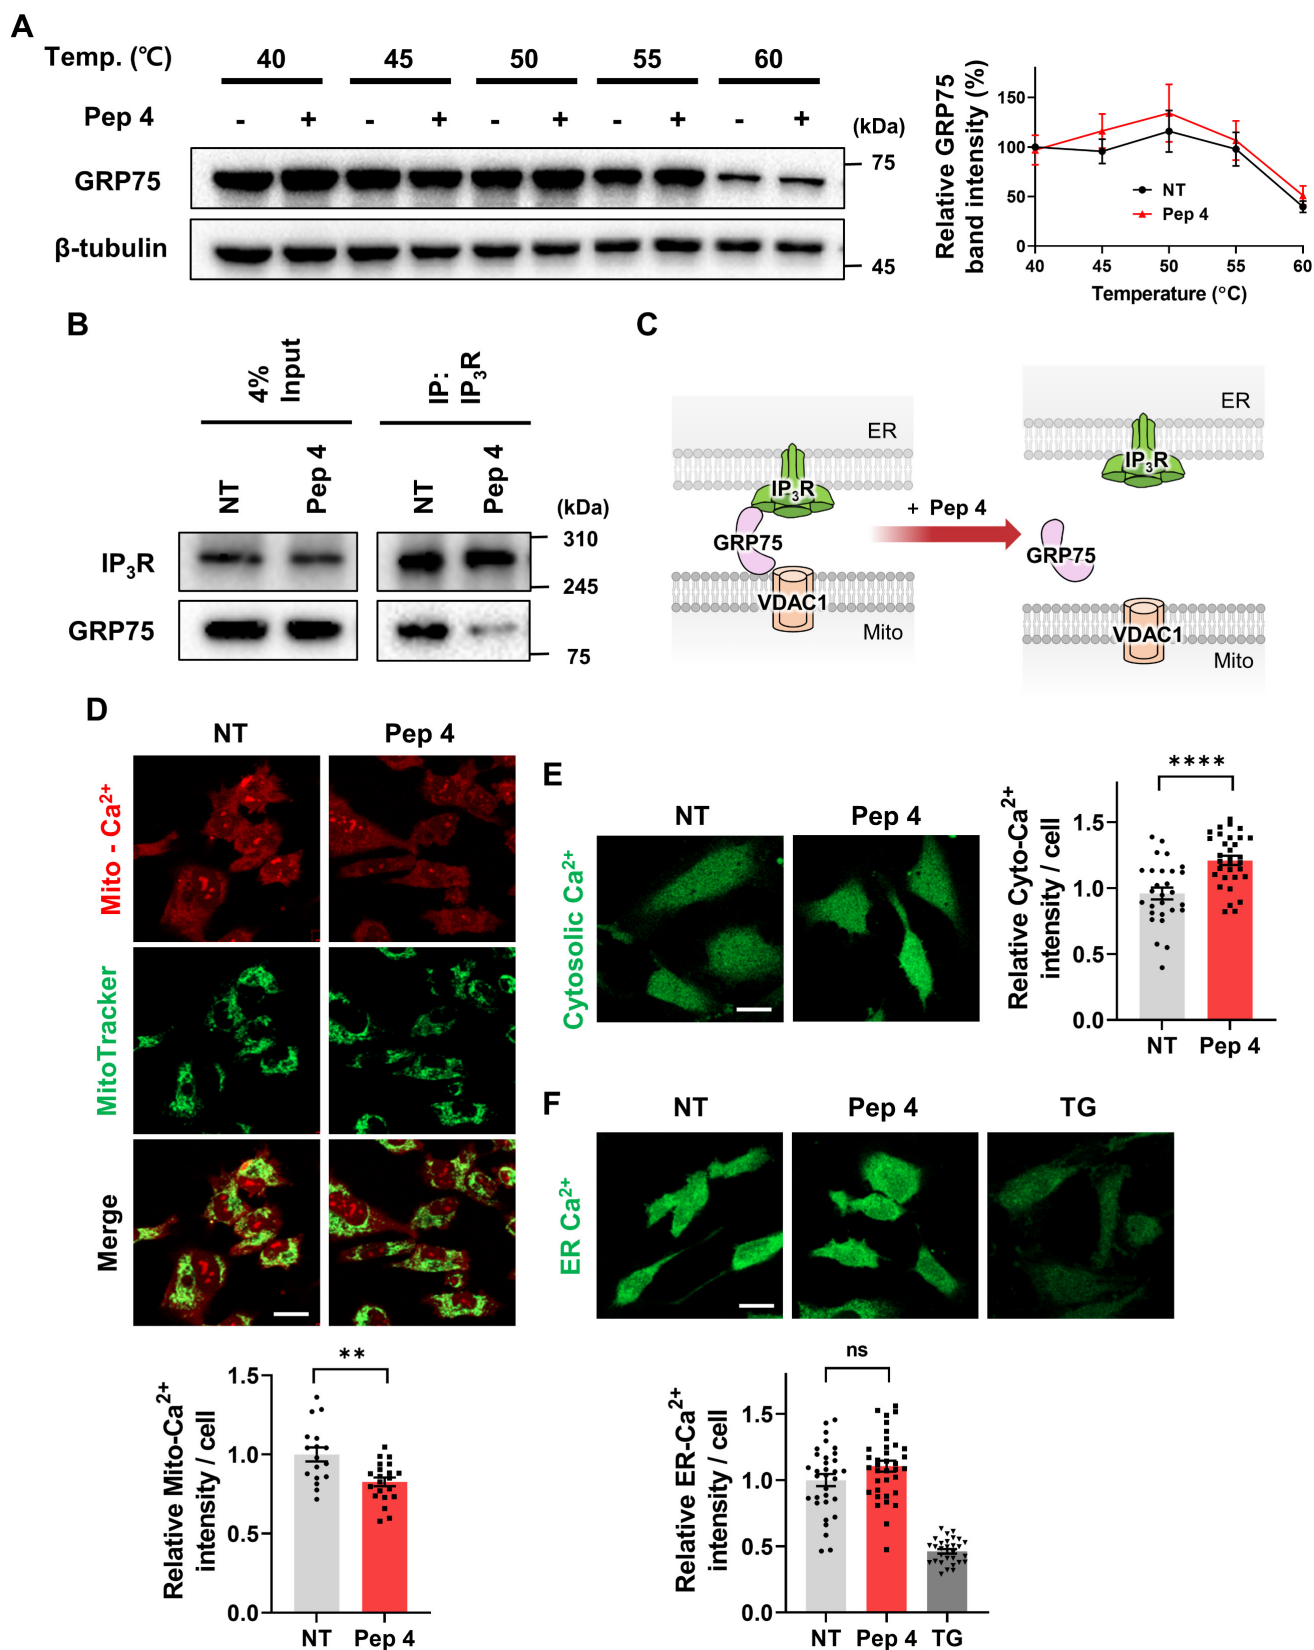 A
Temp. (°C) 40 45 50 55 60
Pep 4 - + - + - + - + - + (kDa)
GRP75 75
β-tubulin 45
Relative GRP75
band intensity (%)
150
100
50
0
NT
Pep 4
40 45 50 55 60
Temperature (°C)
B
4%
Input
IP:
IP3R
NT Pep 4 NT Pep 4 (kDa)
IP3R 310
245
GRP75
75
C
ER
IP3R
GRP75
VDAC1
Mito
+ Pep 4
ER
IP3R
GRP75
VDAC1
Mito
D
NT Pep 4
Mito - Ca2+
MitoTracker
Merge
**
Relative Mito-Ca2+
intensity / cell
1.5
1.0
0.5
0.0
NT Pep 4
E
NT Pep 4
Cytosolic Ca2+
****
Relative Cyto-Ca2+
intensity / cell
1.5
1.0
0.5
0.0
NT Pep 4
F
NT Pep 4 TG
ER Ca2+
ns
Relative ER-Ca2+
intensity / cell
1.5
1.0
0.5
0.0
NT Pep 4 TG